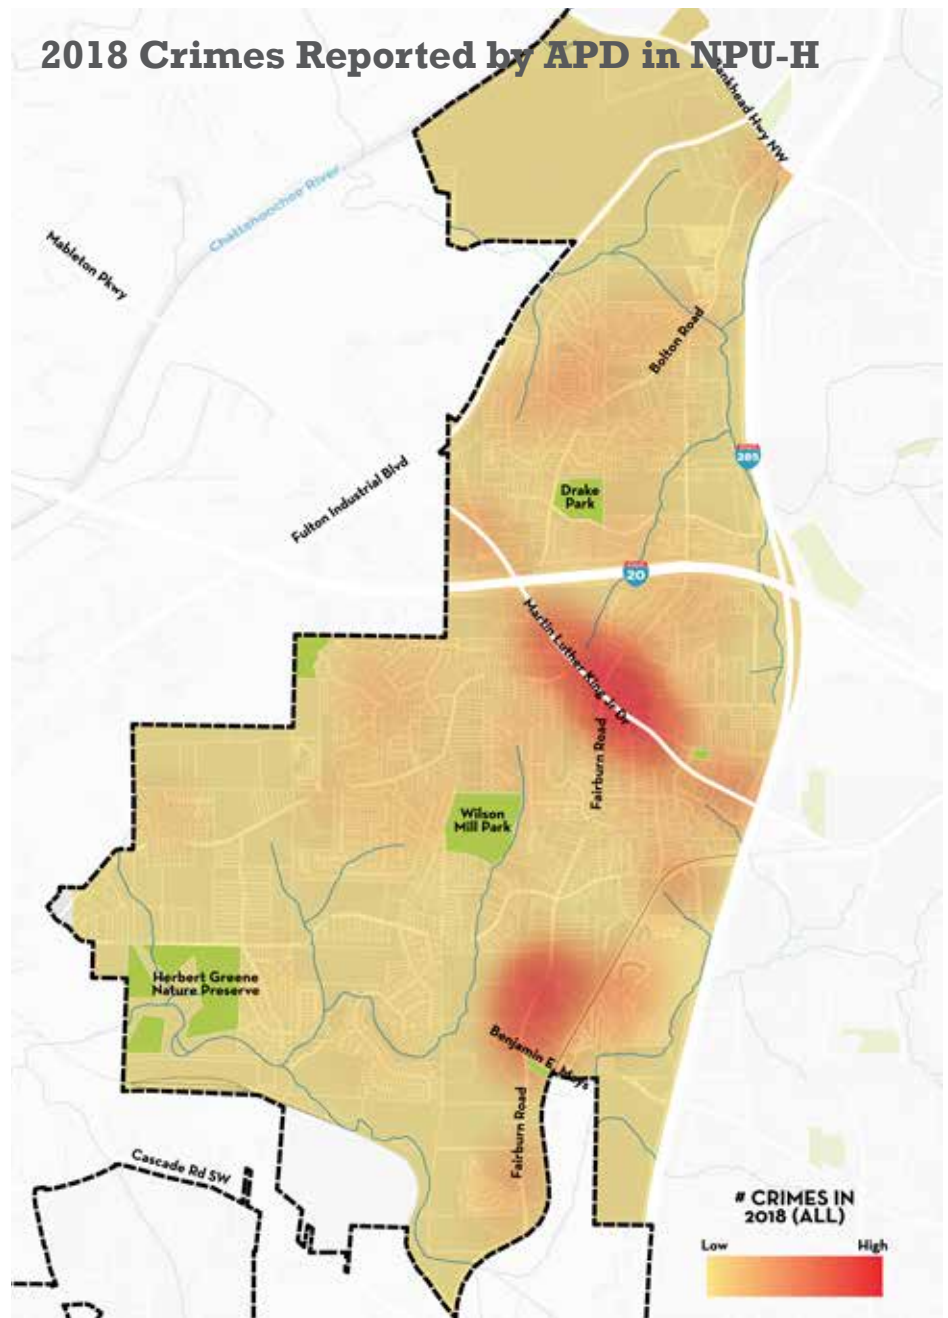 2018 Crimes Reported by APD in NPU-H
Bankhead Hwy NW
Chattahoochee River
Mableton Pkwy
Bolton Road
285
Fulton Industrial Blvd
Drake
Park
20
Martin Luther King Jr Dr
Fairburn Road
Wilson
Mill Park
Herbert Greene
Nature Preserve
Benjamin E. Mays
Fairburn Road
Cascade Rd SW
# CRIMES IN
2018 (ALL)
Low High